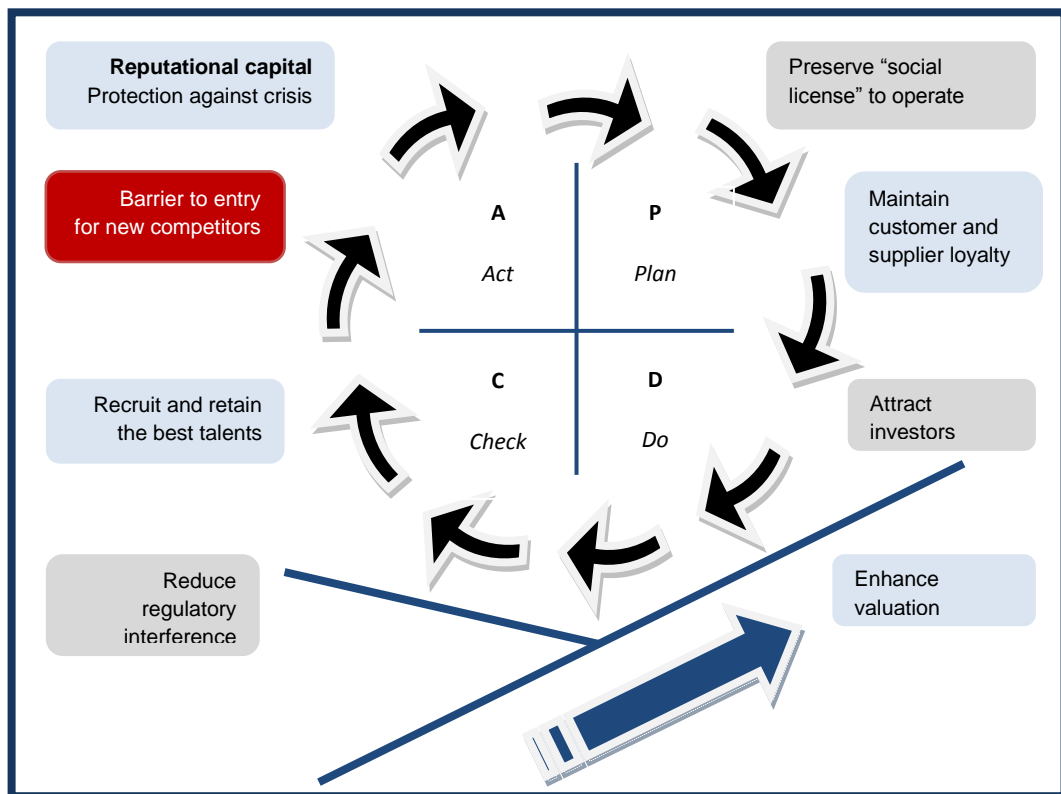 Reputational capital
Protection against crisis
Preserve “social
license” to operate
Barrier to entry
for new competitors
A
Act
P
Plan
Maintain
customer and
supplier loyalty
Recruit and retain
the best talents
C
Check
D
Do
Attract
investors
Reduce
regulatory
interference
Enhance
valuation